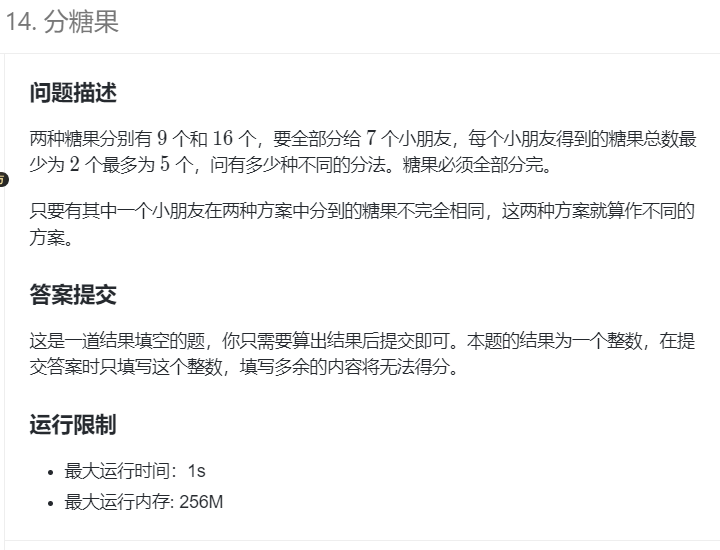 14. 分糖果
问题描述
两种糖果分别有 9 个和 16 个，要全部分给 7 个小朋友，每个小朋友得到的糖果总数最
少为 2 个最多为 5 个，问有多少种不同的分法。糖果必须全部分完。
只要有其中一个小朋友在两种方案中分到的糖果不完全相同，这两种方案就算作不同的
方案。
答案提交
这是一道结果填空的题，你只需要算出结果后提交即可。本题的结果为一个整数，在提
交答案时只填写这个整数，填写多余的内容将无法得分。
运行限制
• 最大运行时间：1s
• 最大运行内存: 256M